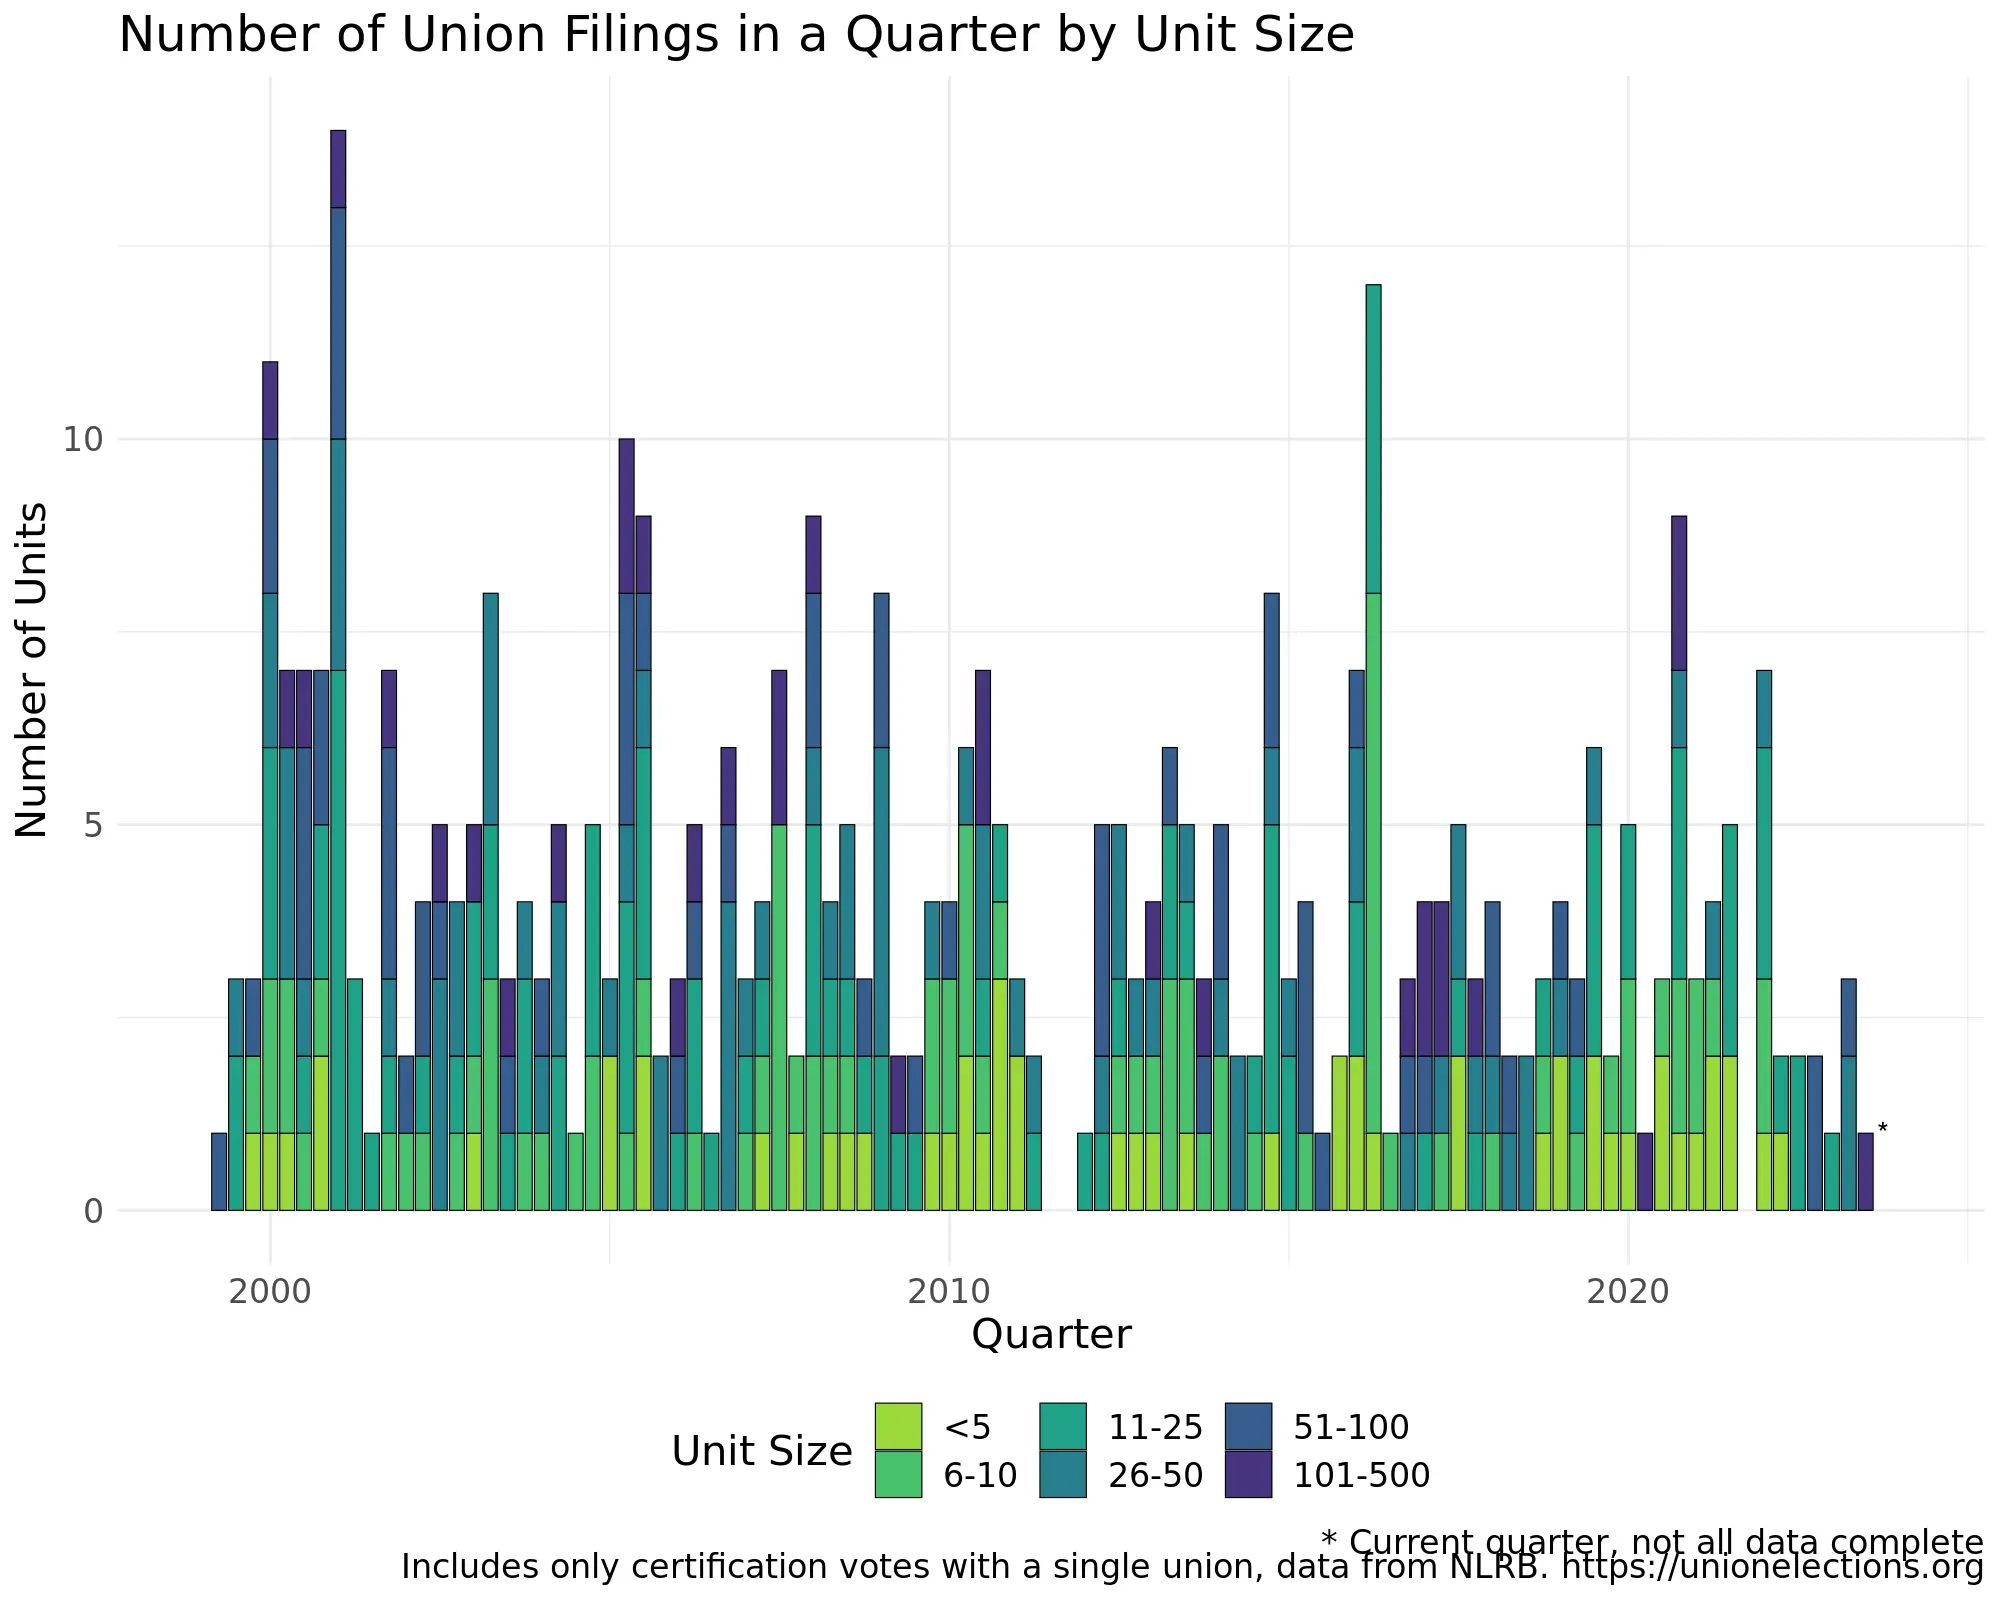 Number of Union Filings in a Quarter by Unit Size
Number of Units
10
5
0
*
2000 2010 2020
Quarter
Unit Size
<5 11-25 51-100
6-10 26-50 101-500
* Current quarter, not all data complete
Includes only certification votes with a single union, data from NLRB. https://unionelections.org